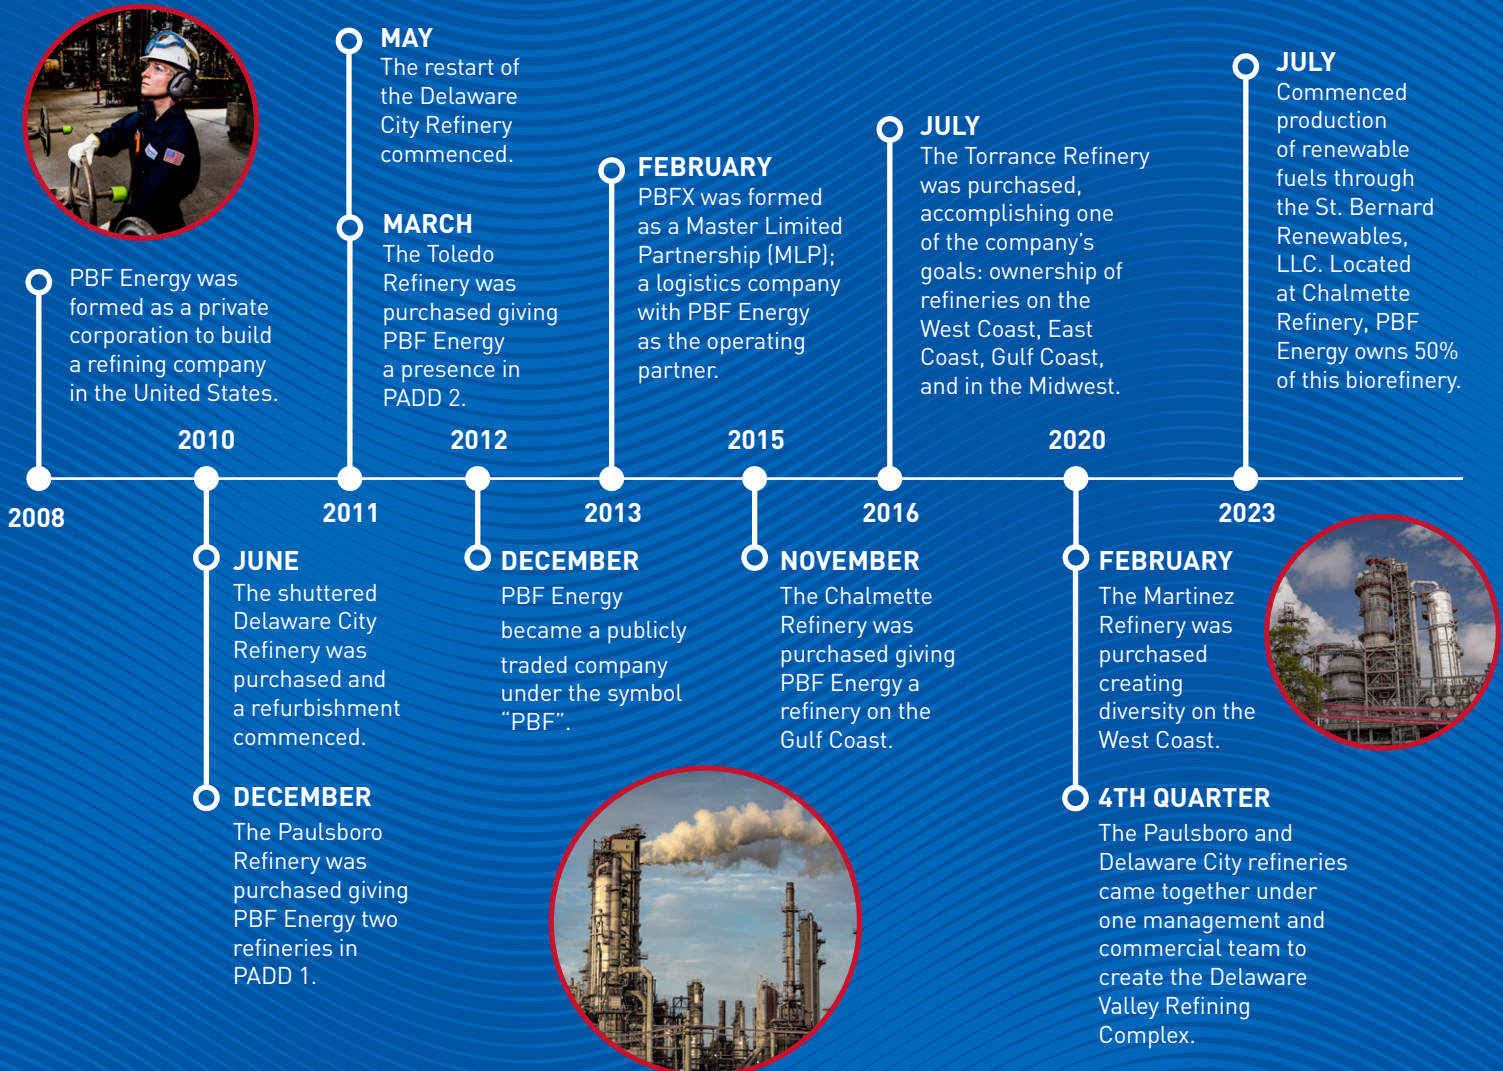 PBF Energy was
formed as a private
corporation to build
a refining company
in the United States.
2008
2010
JUNE
The shuttered
Delaware City
Refinery was
purchased and
a refurbishment
commenced.
DECEMBER
The Paulsboro
Refinery was
purchased giving
PBF Energy two
refineries in
PADD 1.
MAY
The restart of
the Delaware
City Refinery
commenced.
MARCH
The Toledo
Refinery was
purchased giving
PBF Energy
a presence in
PADD 2.
2011
2012
DECEMBER
PBF Energy
became a publicly
traded company
under the symbol
“PBF”.
FEBRUARY
PBFX was formed
as a Master Limited
Partnership (MLP);
a logistics company
with PBF Energy
as the operating
partner.
2013
2015
NOVEMBER
The Chalmette
Refinery was
purchased giving
PBF Energy a
refinery on the
Gulf Coast.
JULY
The Torrance Refinery
was purchased,
accomplishing one
of the company’s
goals: ownership of
refineries on the
West Coast, East
Coast, Gulf Coast,
and in the Midwest.
2016
2020
FEBRUARY
The Martinez
Refinery was
purchased
creating
diversity on the
West Coast.
4TH QUARTER
The Paulsboro and
Delaware City refineries
came together under
one management and
commercial team to
create the Delaware
Valley Refining
Complex.
JULY
Commenced
production
of renewable
fuels through
the St. Bernard
Renewables,
LLC. Located
at Chalmette
Refinery, PBF
Energy owns 50%
of this biorefinery.
2023